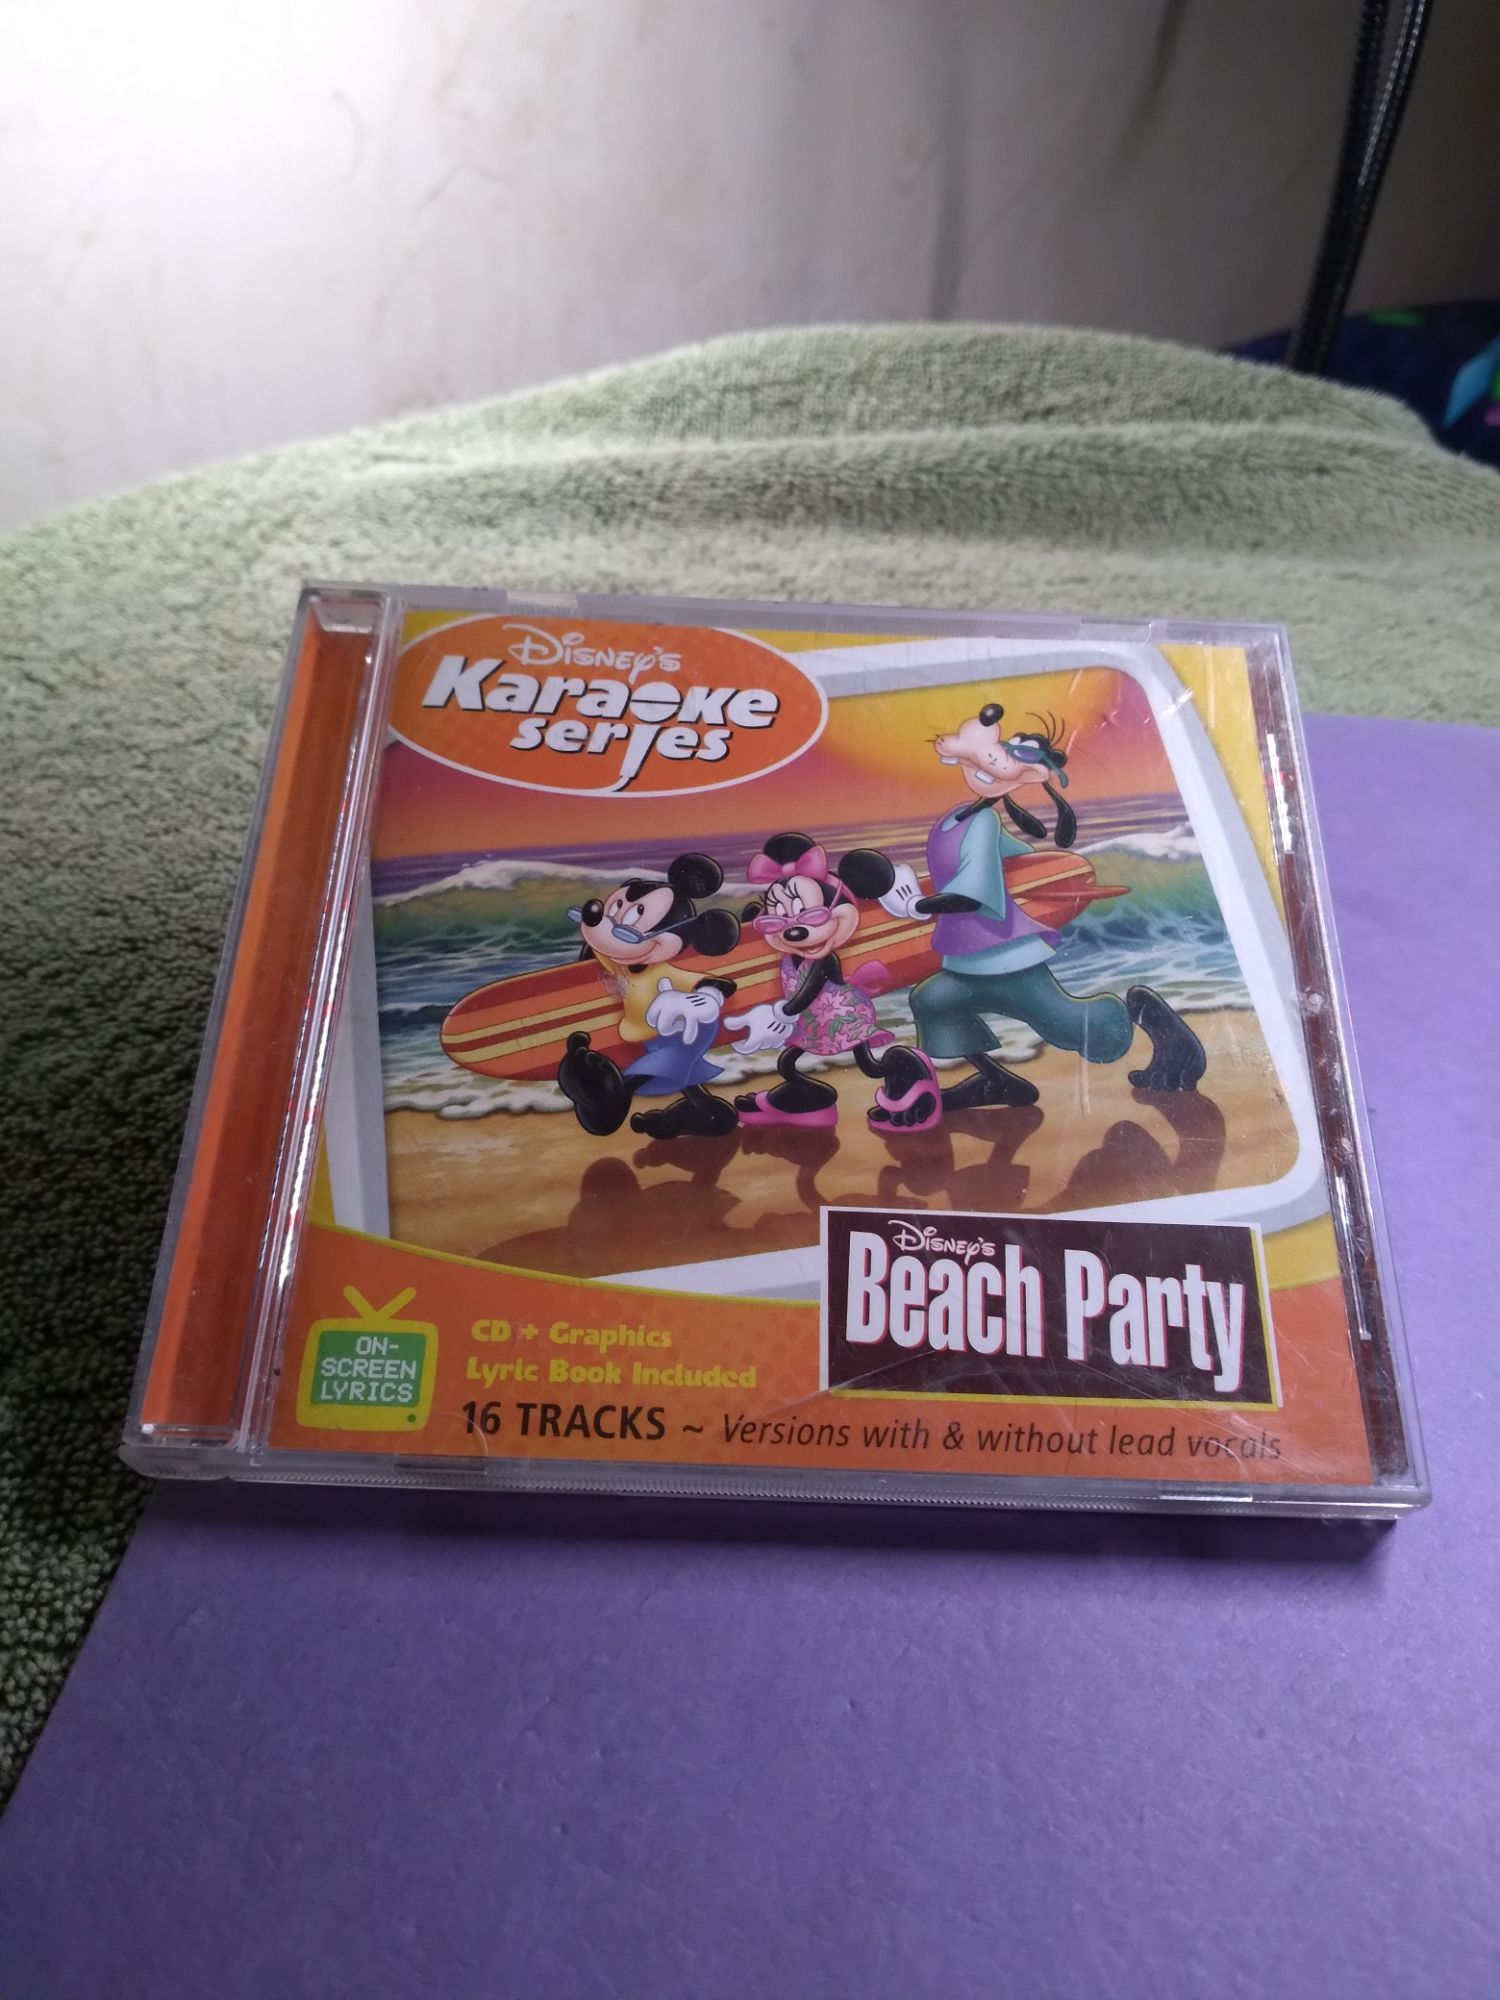 Disney's
Karaoke
series
Disney's
Beach Party
ON-
SCREEN
LYRICS
CD + Graphics
Lyric Book Included
16 TRACKS ~ Versions with & without lead vocals